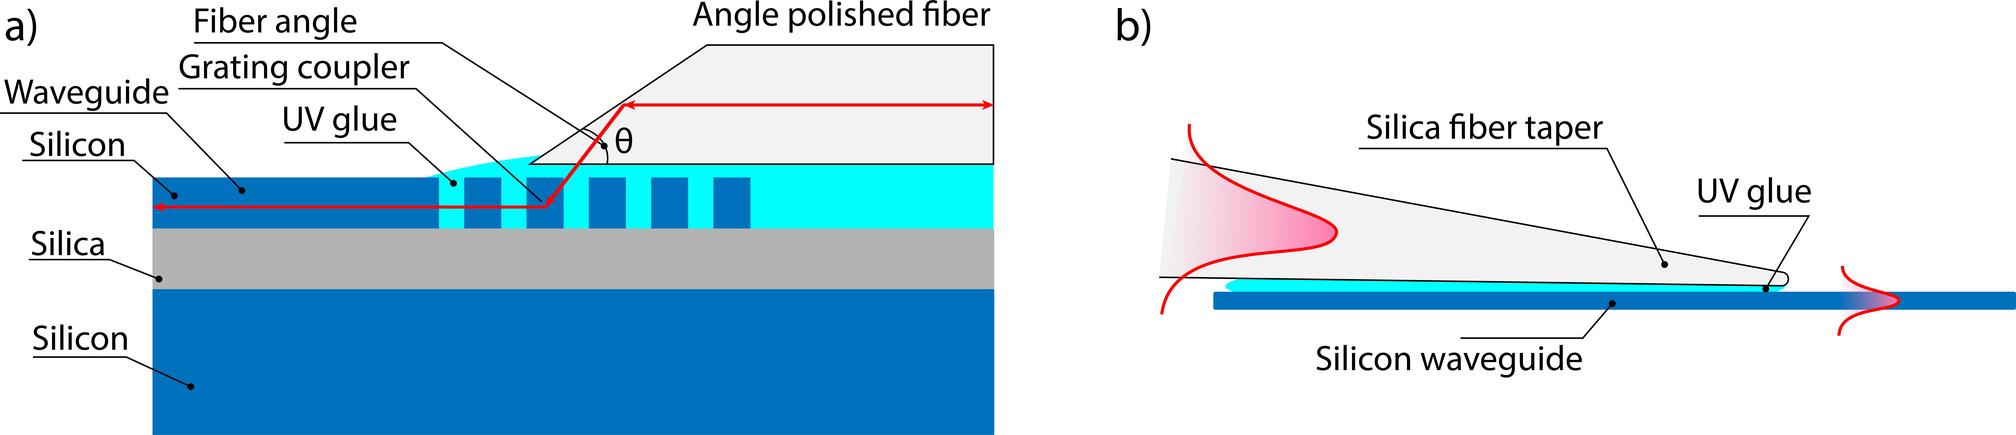 a)
Fiber angle
Angle polished fiber
Grating coupler
Waveguide
UV glue
Silicon
θ
Silica
Silicon
b)
Silica fiber taper
UV glue
Silicon waveguide